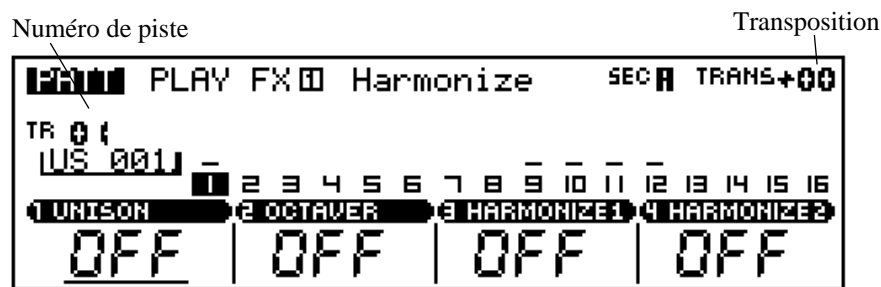 Numéro de piste
Transposition
PATT PLAY FX1 Harmonize SEC A TRANS+00
TR 01
US 001
1 2 3 4 5 6 7 8 9 10 11 12 13 14 15 16
1 UNISON 2 OCTAVER 3 HARMONIZE1 4 HARMONIZE2
OFF OFF OFF OFF